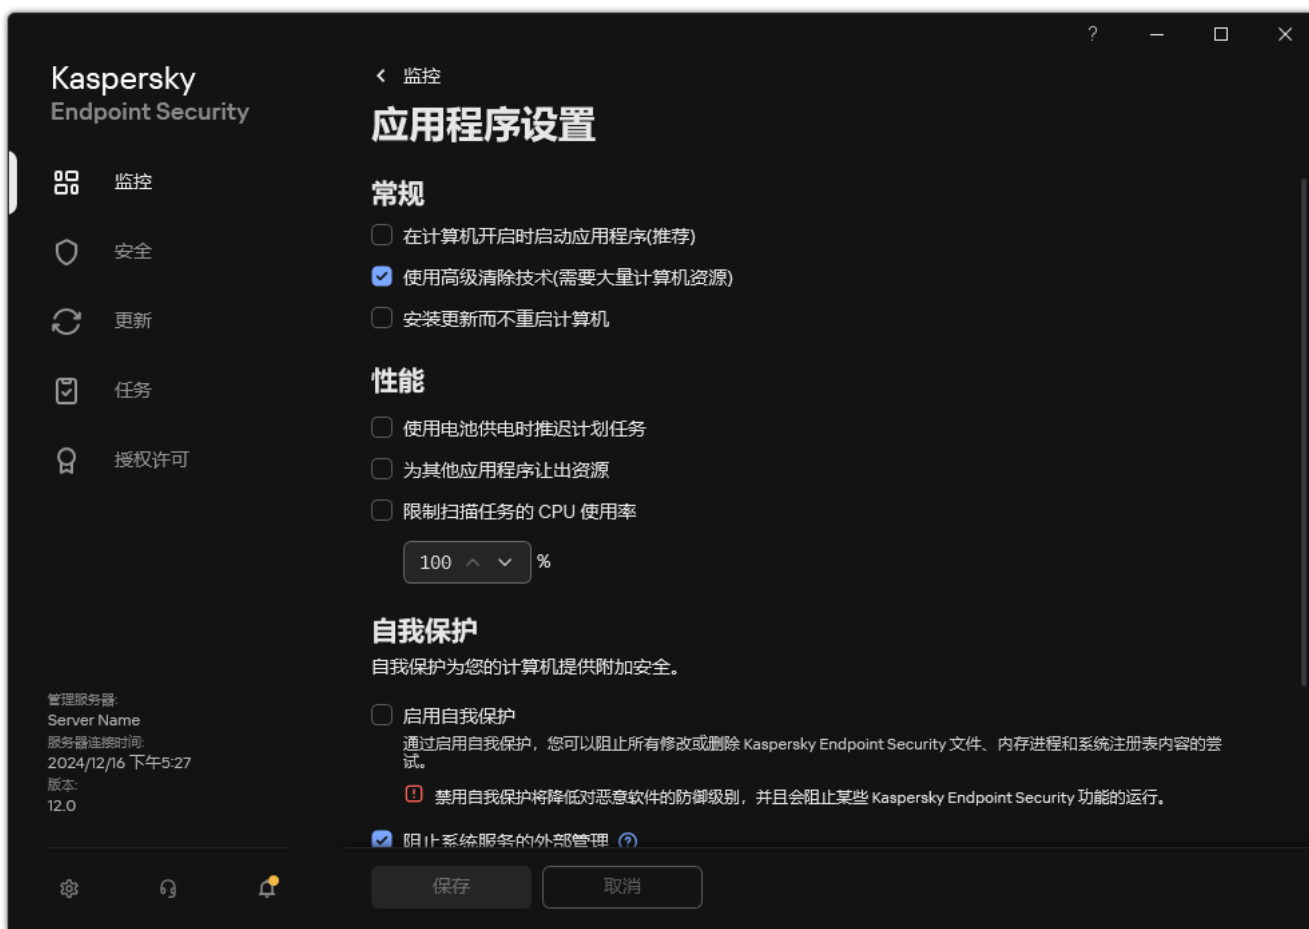 Kaspersky
Endpoint Security
监控
安全
更新
任务
授权许可
管理服务器:
Server Name
服务器连接时间:
2024/12/16 下午5:27
版本:
12.0
?
监控
应用程序设置
常规
在计算机开启时启动应用程序(推荐)
使用高级清除技术(需要大量计算机资源)
安装更新而不重启计算机
性能
使用电池供电时推迟计划任务
为其他应用程序让出资源
限制扫描任务的 CPU 使用率
100 %
自我保护
自我保护为您的计算机提供附加安全。
启用自我保护
通过启用自我保护，您可以阻止所有修改或删除 Kaspersky Endpoint Security 文件、内存进程和系统注册表内容的尝
试。
禁用自我保护将降低对恶意软件的防御级别，并且会阻止某些 Kaspersky Endpoint Security 功能的运行。
阻止系统服务的外部管理 ?
保存
取消